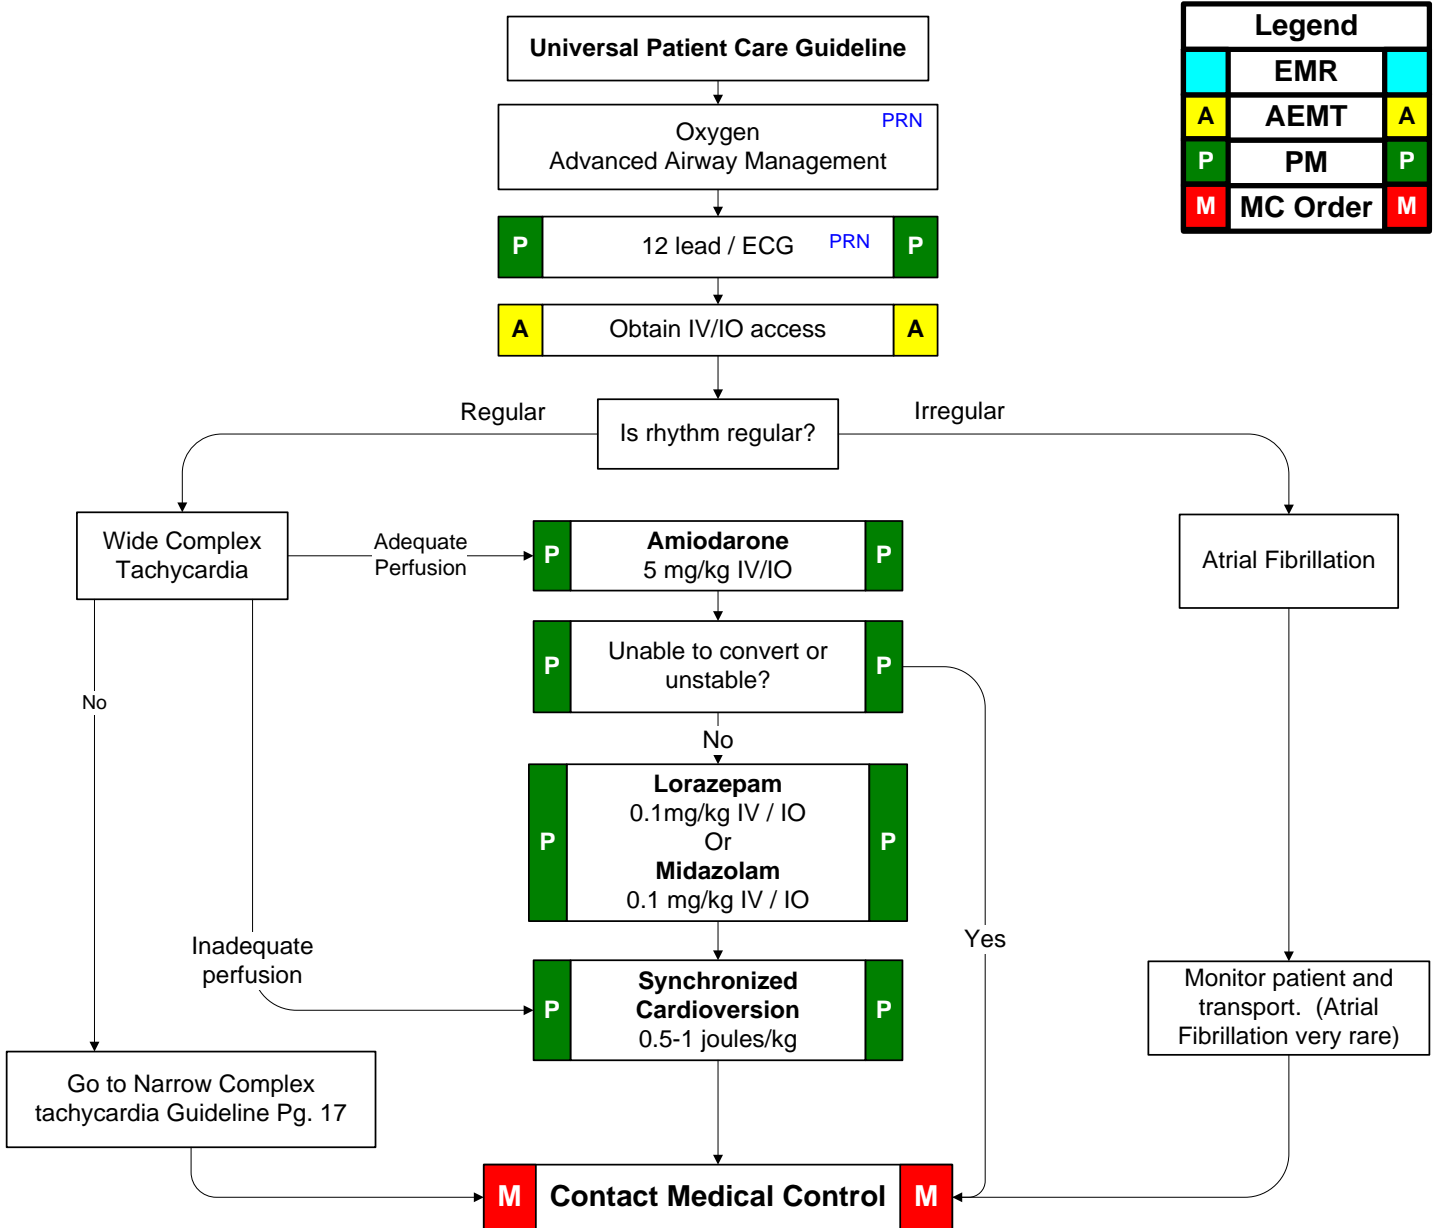 Universal Patient Care Guideline
Legend
EMR
A AEMT A
P PM P
M MC Order M
Oxygen PRN
Advanced Airway Management
P 12 lead / ECG PRN P
A Obtain IV/IO access A
Regular
Is rhythm regular?
Irregular
Wide Complex
Tachycardia
Adequate
Perfusion
P Amiodarone P
5 mg/kg IV/IO
Atrial Fibrillation
P Unable to convert or P
unstable?
No
No
Lorazepam
0.1mg/kg IV / IO
P Or P
Midazolam
0.1 mg/kg IV / IO
Inadequate
perfusion
Yes
Synchronized
P Cardioversion P
0.5-1 joules/kg
Monitor patient and
transport. (Atrial
Fibrillation very rare)
Go to Narrow Complex
tachycardia Guideline Pg. 17
M Contact Medical Control M